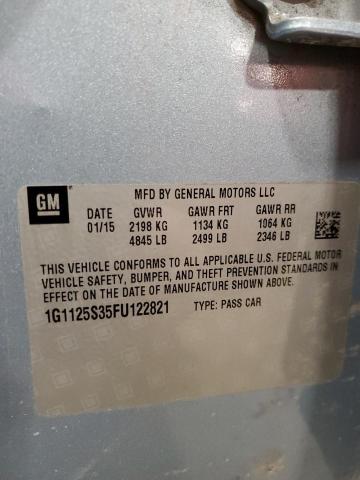 GM
MFD BY GENERAL MOTORS LLC
DATE GVWR GAWR FRT GAWR RR
01/15 2198 KG 1134 KG 1064 KG
4845 LB 2499 LB 2346 LB
THIS VEHICLE CONFORMS TO ALL APPLICABLE U.S. FEDERAL MOTOR
VEHICLE SAFETY, BUMPER, AND THEFT PREVENTION STANDARDS IN
EFFECT ON THE DATE OF MANUFACTURE SHOWN ABOVE.
1G1125S35FU122821 TYPE: PASS CAR